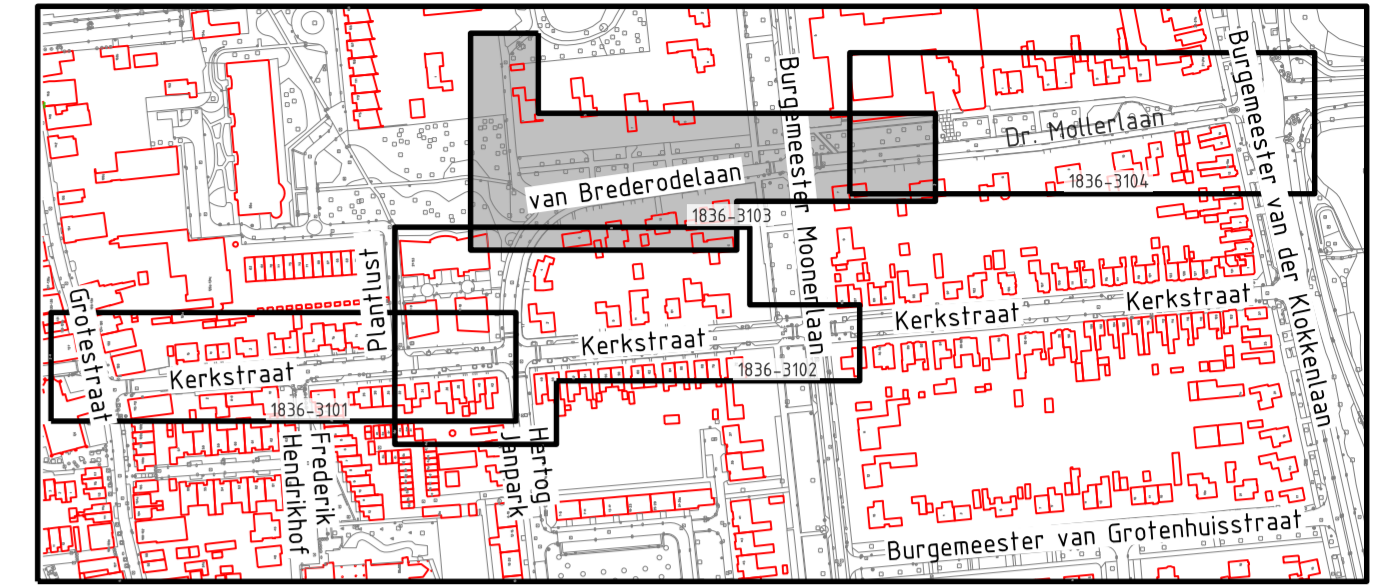 Burgemeester van der Klokkenlaan
Burgemeester Moonenlaan
Dr. Mollerlaan
van Brederodelaan
1836-3104
1836-3103
Plantijnstr
Grotestraat
Kerkstraat
Kerkstraat
Kerkstraat
Kerkstraat
1836-3102
1836-3101
Frederik
Hendrikhof
Hertog
Janpark
Burgemeester van Grotenhuisstraat